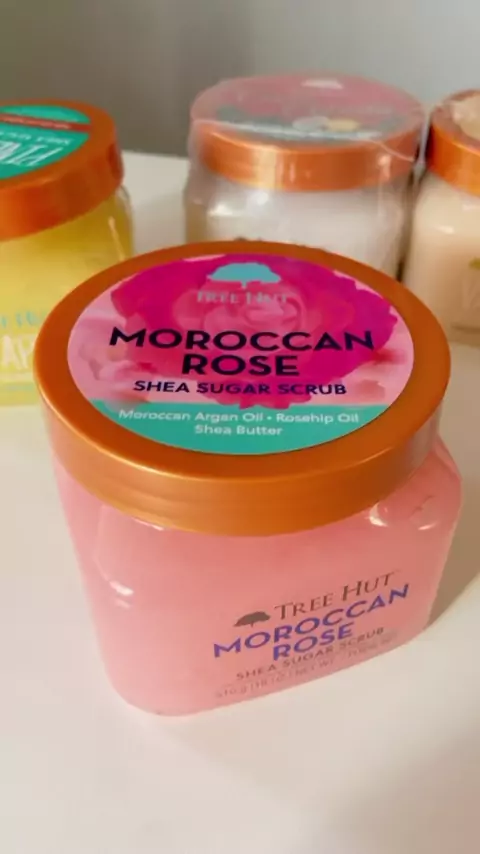 TREE HUT
MOROCCAN
ROSE
SHEA SUGAR SCRUB
Moroccan Argan Oil • Rosehip Oil
Shea Butter
TREE HUT
MOROCCAN
ROSE
SHEA SUGAR SCRUB